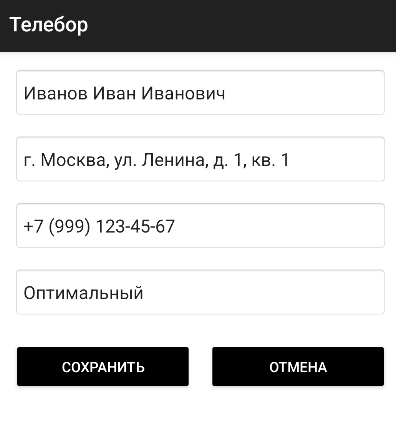 Телебор
Иванов Иван Иванович
г. Москва, ул. Ленина, д. 1, кв. 1
+7 (999) 123-45-67
Оптимальный
СОХРАНИТЬ
ОТМЕНА